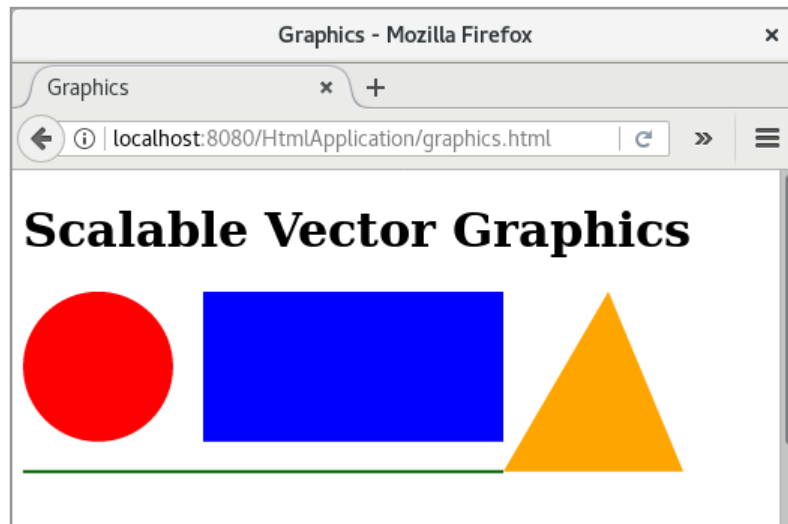 Graphics - Mozilla Firefox
Graphics
localhost:8080/HtmlApplication/graphics.html
Scalable Vector Graphics